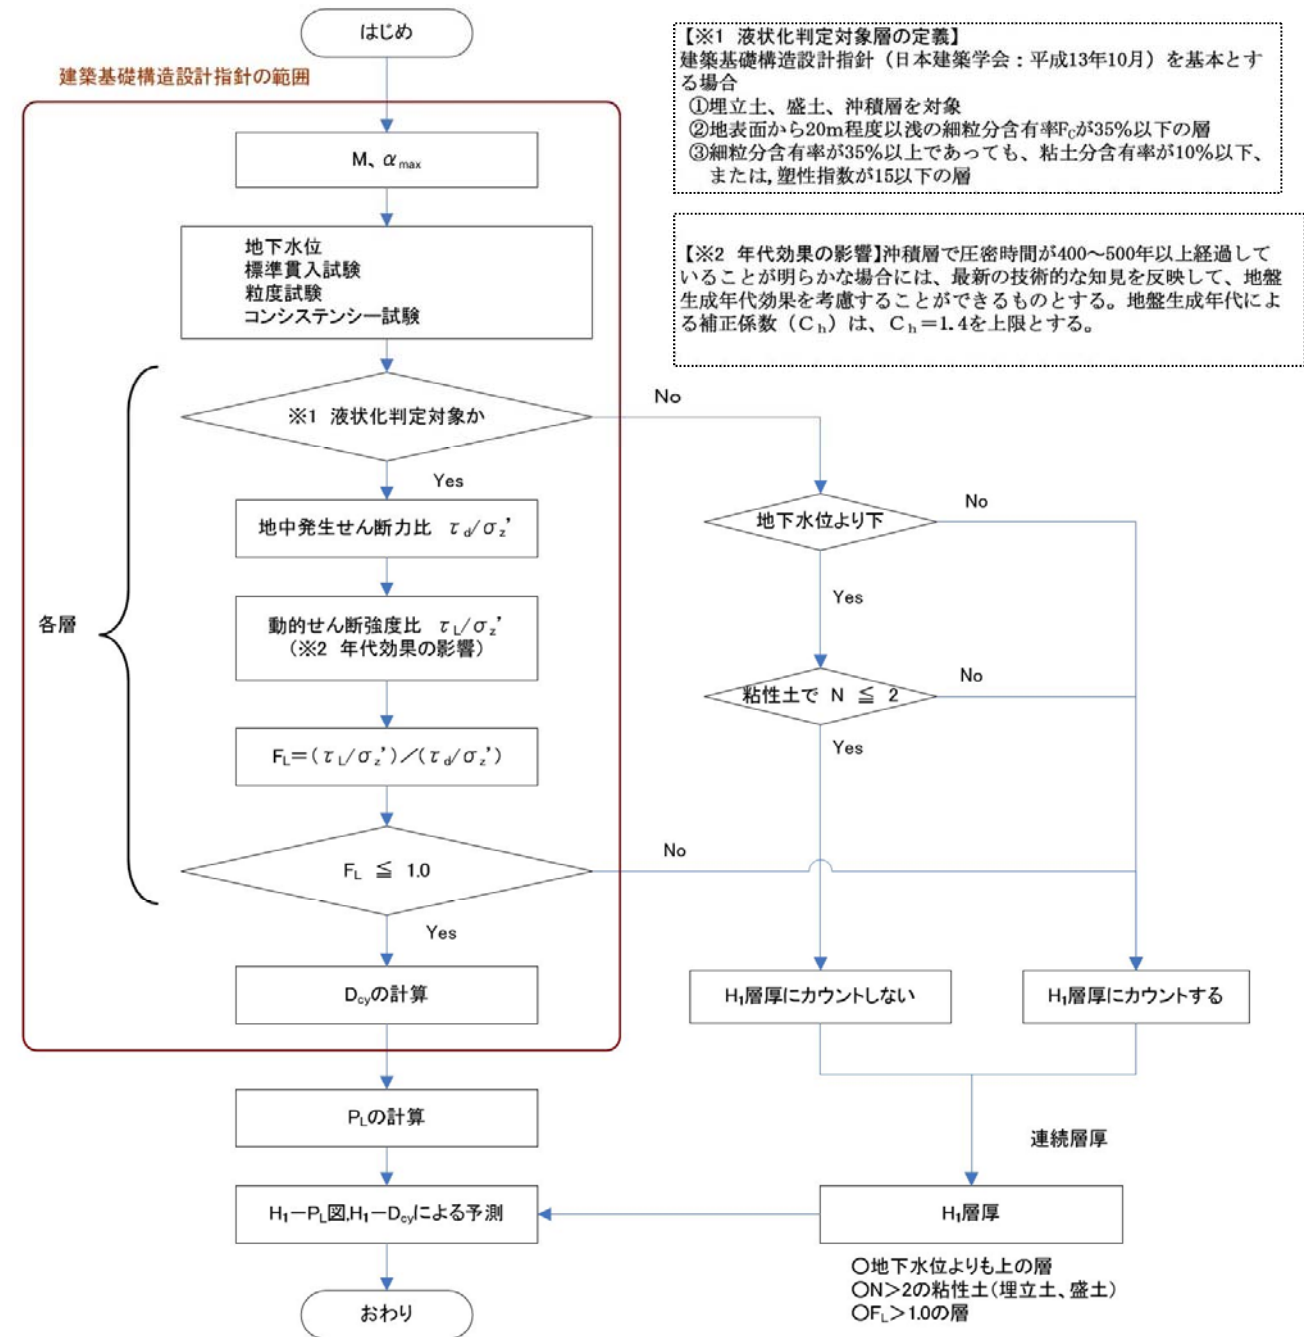 はじめ
建築基礎構造設計指針の範囲
M、αmax
地下水位
標準貫入試験
粒度試験
コンシステンシー試験
※1 液状化判定対象か
No
Yes
地中発生せん断力比 τd/σz'
動的せん断強度比 τL/σz'
(※2 年代効果の影響)
FL=(τL/σz')/(τd/σz')
各層
FL ≦ 1.0
No
Yes
Dcyの計算
PLの計算
H1-PL図,H1-Dcyによる予測
おわり
【※1 液状化判定対象層の定義】
建築基礎構造設計指針(日本建築学会:平成13年10月)を基本とす
る場合
①埋立土、盛土、沖積層を対象
②地表面から20m程度以浅の細粒分含有率FCが35%以下の層
③細粒分含有率が35%以上であっても、粘土分含有率が10%以下、
または,塑性指数が15以下の層
【※2 年代効果の影響】沖積層で圧密時間が400~500年以上経過して
いることが明らかな場合には、最新の技術的な知見を反映して、地盤
生成年代効果を考慮することができるものとする。地盤生成年代によ
る補正係数(Ch)は、Ch=1.4を上限とする。
地下水位より下
No
Yes
粘性土で N ≦ 2
No
Yes
H1層厚にカウントしない
H1層厚にカウントする
連続層厚
H1層厚
○地下水位よりも上の層
○N>2の粘性土(埋立土、盛土)
○FL>1.0の層